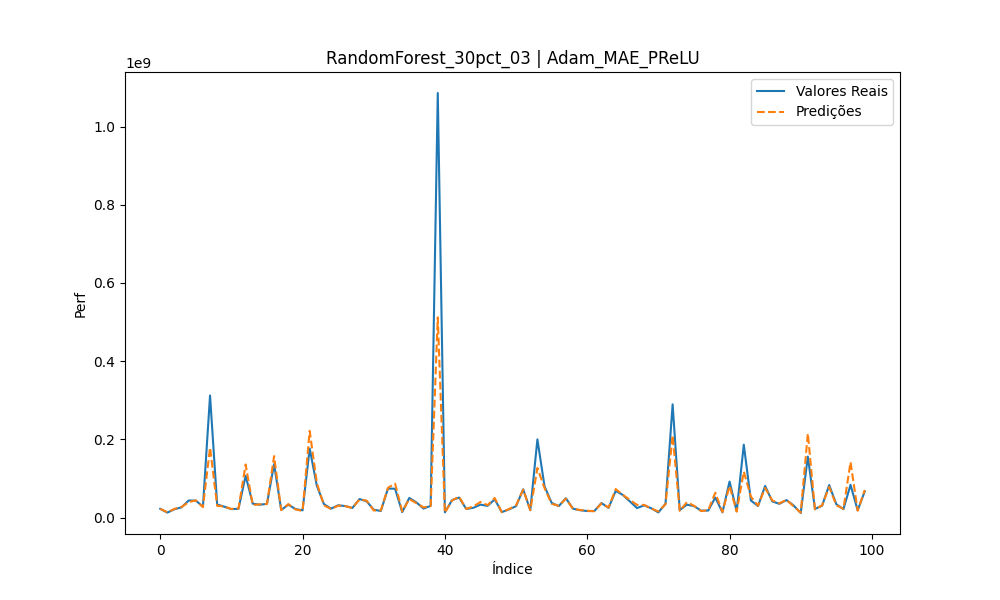 RandomForest_30pct_03 | Adam_MAE_PReLU
1e9
Valores Reais
Predições
1.0
0.8
0.6
0.4
0.2
0.0
Perf
0 20 40 60 80 100
Índice